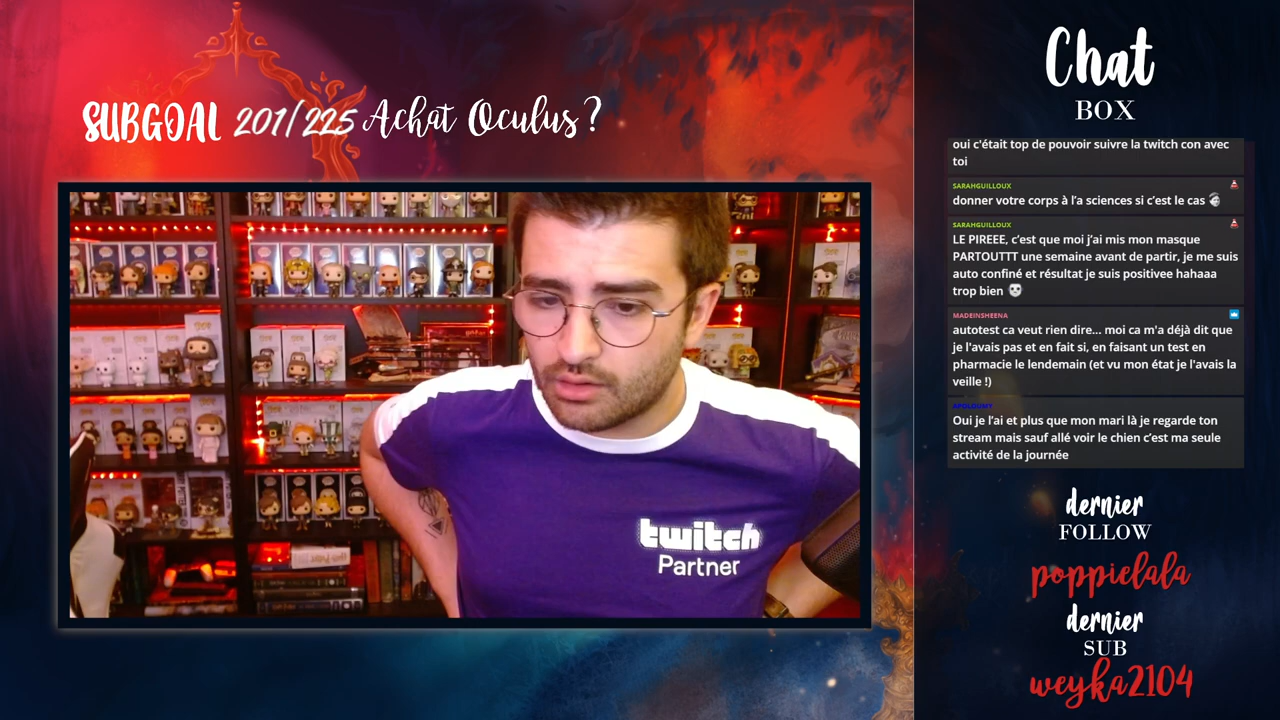 SUBGOAL 201/225 Achat Oculus?
twitch
Partner
Chat
BOX
oui c'était top de pouvoir suivre la twitch con avec
toi
SARAHGUILLOUX
donner votre corps à l'a sciences si c'est le cas
SARAHGUILLOUX
LE PIREEE, c'est que moi j'ai mis mon masque
PARTOUTTT une semaine avant de partir, je me suis
auto confiné et résultat je suis positivee hahaaa
trop bien
MADEINSHEENA
autotest ca veut rien dire... moi ca m'a déjà dit que
je l'avais pas et en fait si, en faisant un test en
pharmacie le lendemain (et vu mon état je l'avais la
veille !)
Oui je l'ai et plus que mon mari là je regarde ton
stream mais sauf allé voir le chien c'est ma seule
activité de la journée
dernier
FOLLOW
poppielala
dernier
SUB
weyka2104